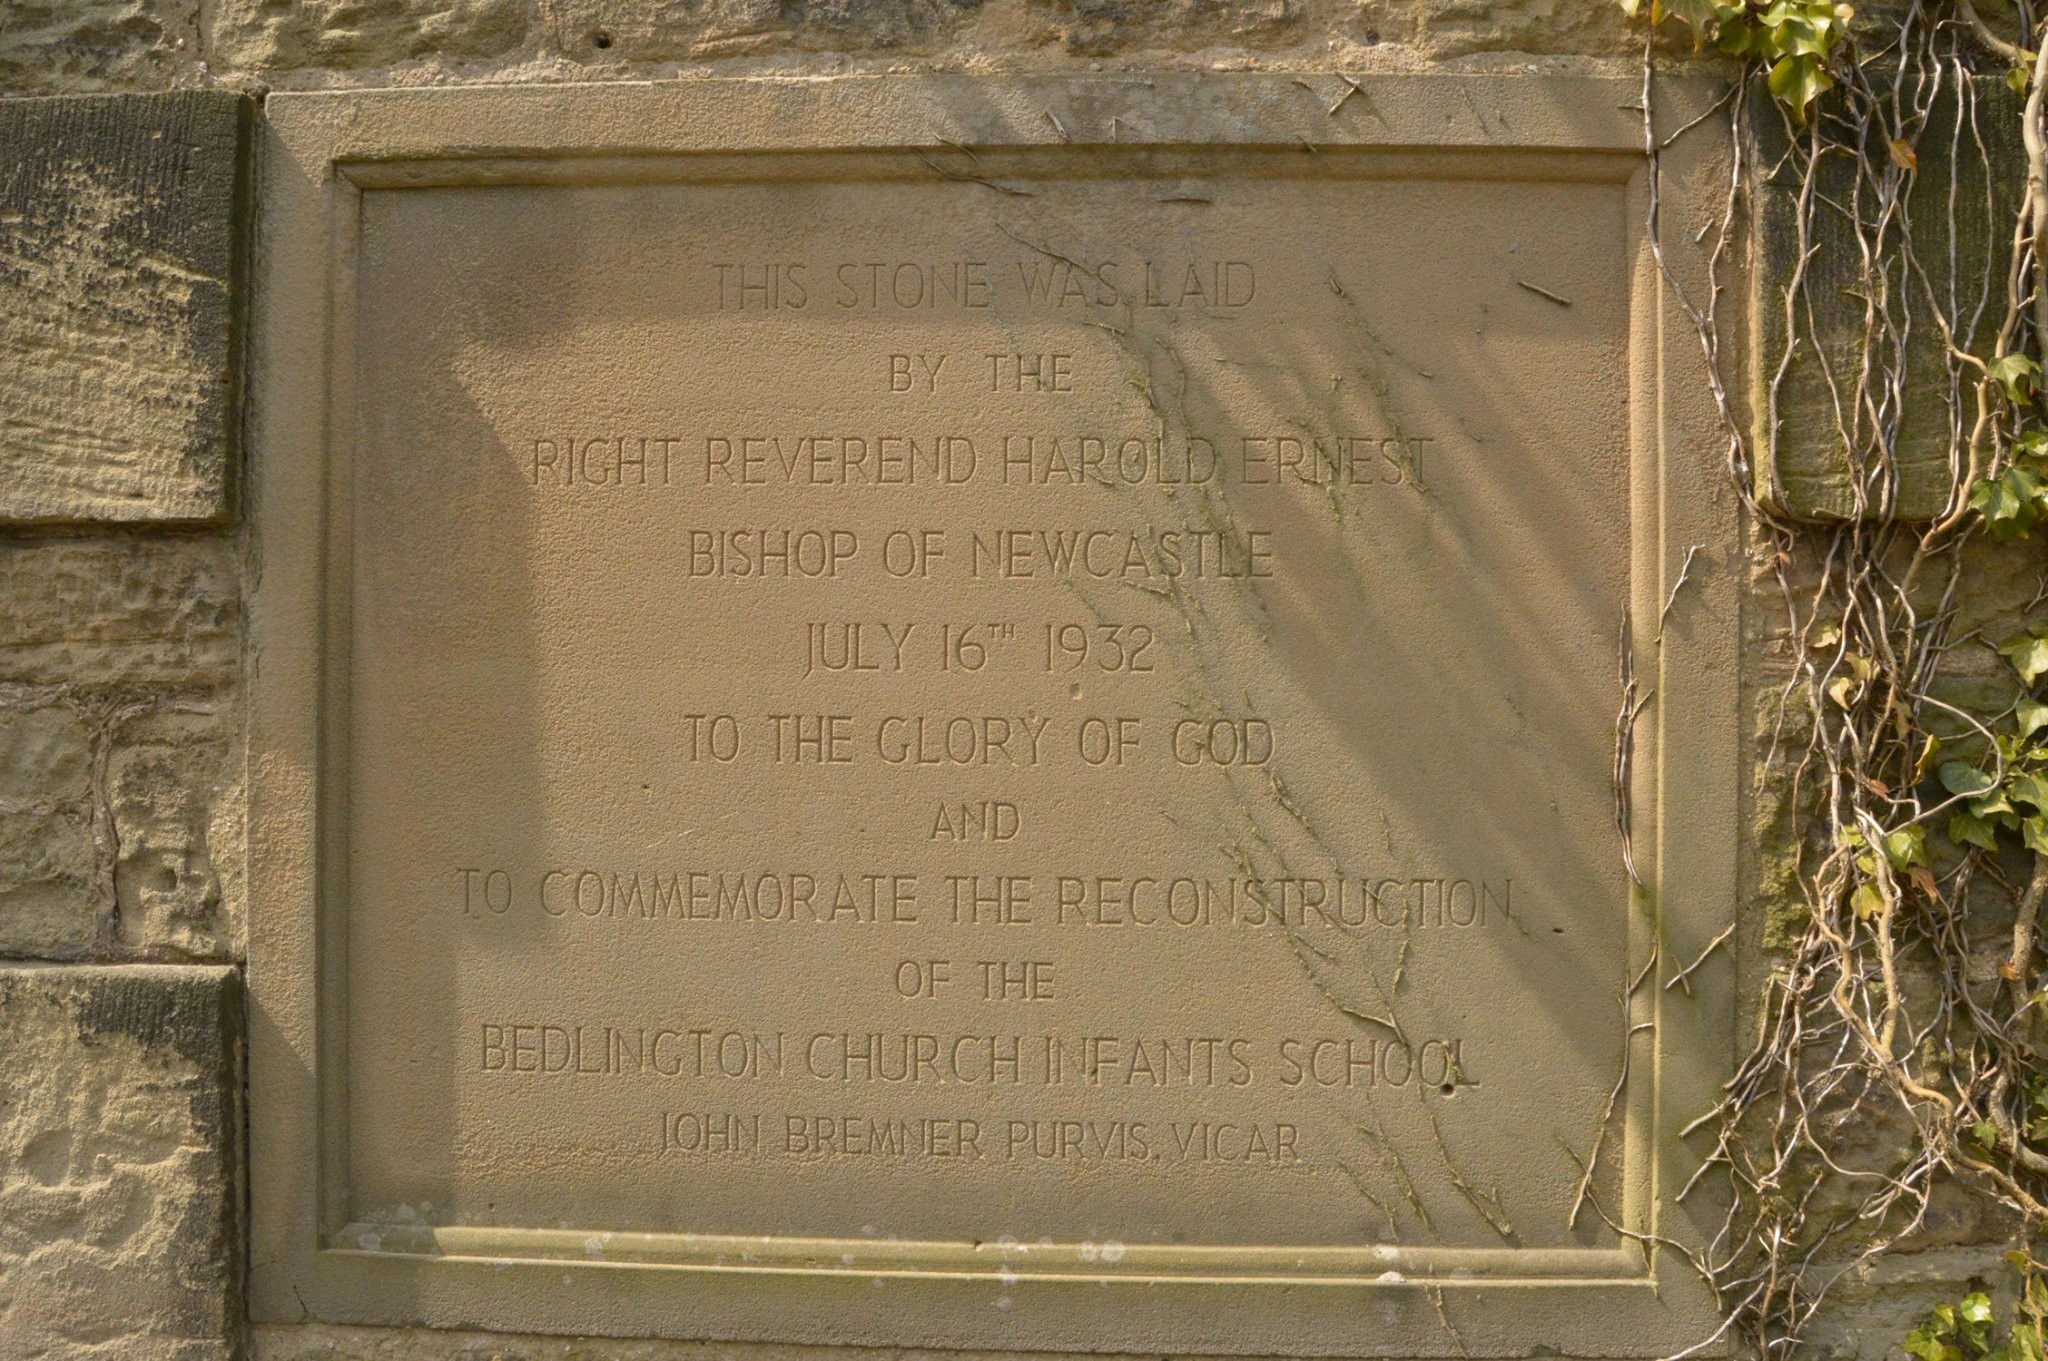 THIS STONE WAS LAID
BY THE
RIGHT REVEREND HAROLD ERNEST
BISHOP OF NEWCASTLE
JULY 16TH 1932
TO THE GLORY OF GOD
AND
TO COMMEMORATE THE RECONSTRUCTION
OF THE
BEDLINGTON CHURCH INFANTS SCHOOL
JOHN BREMNER PURVIS, VICAR